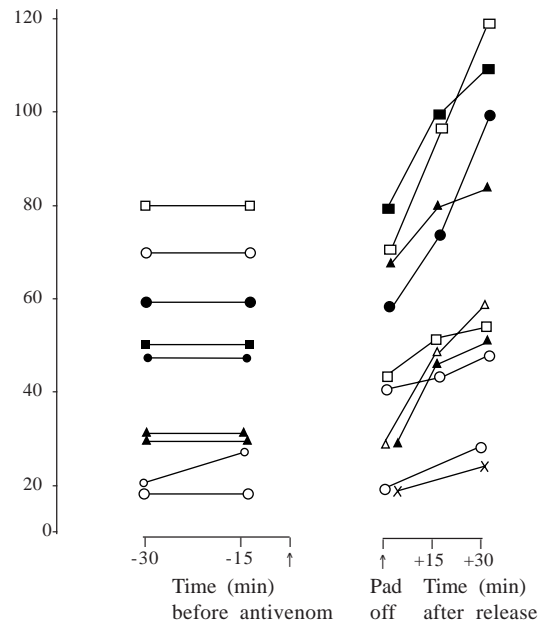 120
100
80
60
40
20
0
-30 -15
+15 +30
Time (min)
before antivenom
Pad
off
Time (min)
after release